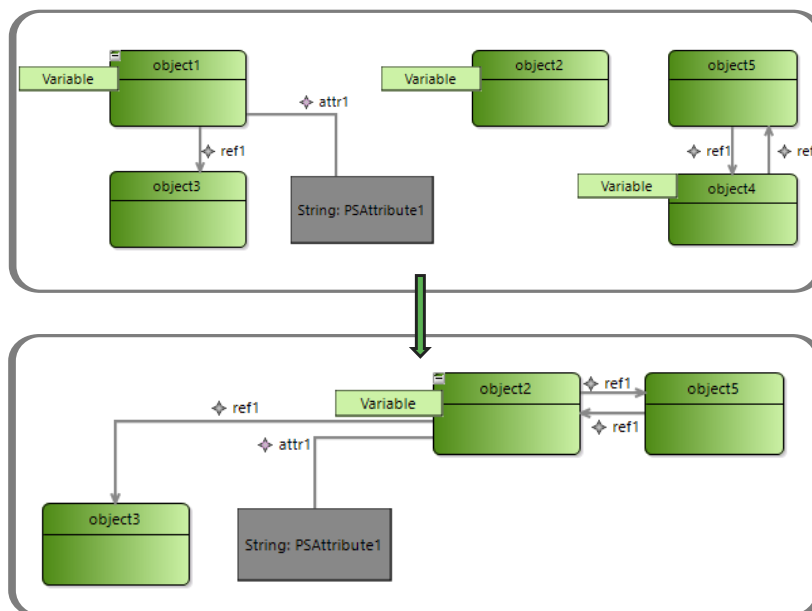 object1
Variable
attr1
ref1
object3
String: PSAttribute1
object2
Variable
object5
ref1
Variable
object4
object2
Variable
ref1
object5
ref1
ref1
attr1
object3
String: PSAttribute1